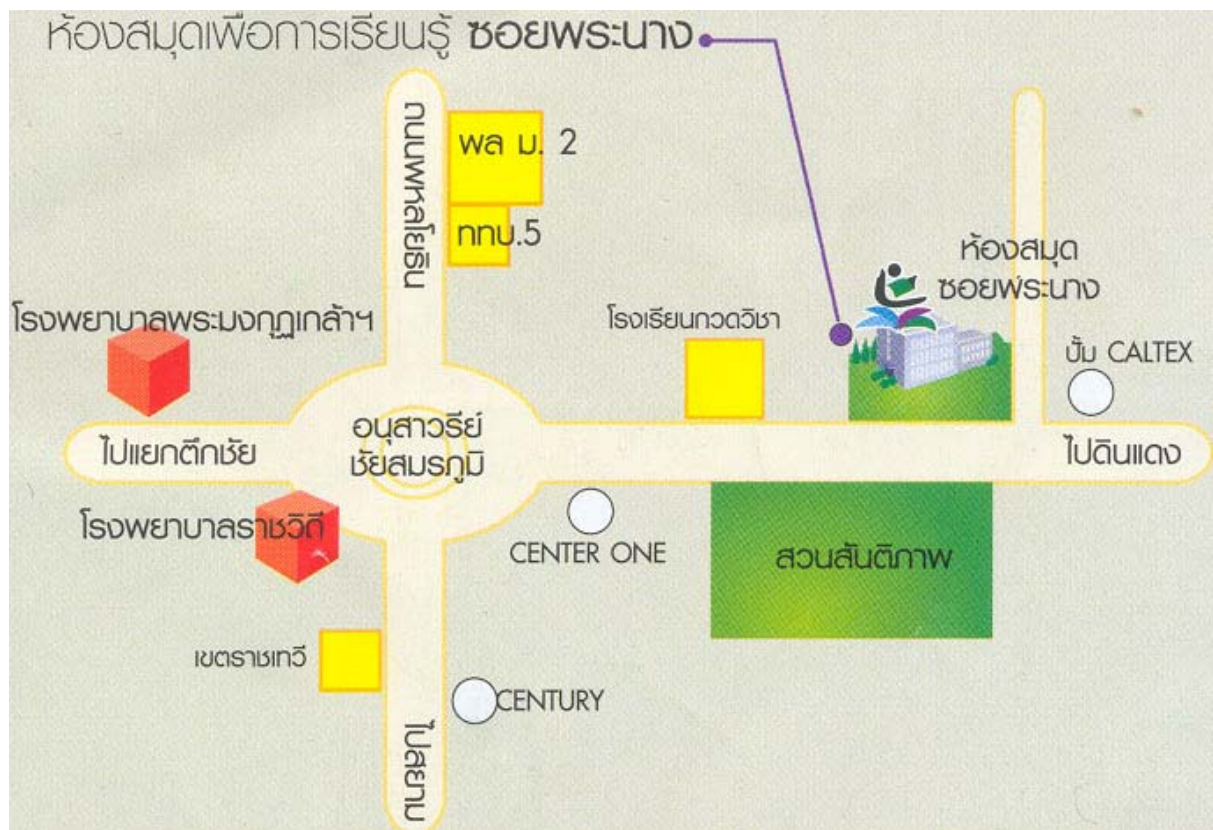 ห้องสมุดเพื่อการเรียนรู้ ซอยพระนาง
ถนนพหลโยธิน
พล ม. 2
ททบ.5
ห้องสมุด
ซอยพระนาง
โรงพยาบาลพระมงกุฎเกล้าฯ
โรงเรียนกวดวิชา
ปั้ม CALTEX
อนุสาวรีย์
ชัยสมรภูมิ
ไปแยกตึกชัย
ไปดินแดง
โรงพยาบาลราชวิถี
CENTER ONE
สวนสันติภาพ
เขตราชเทวี
CENTURY
ไปสยาม